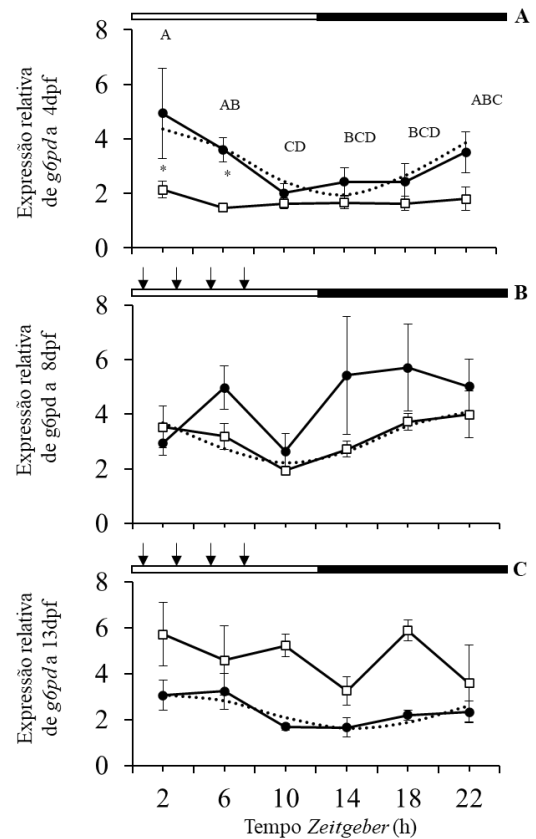 A
8
6
4
2
0
Expressão relativa
de g6pd a 4dpf
A
AB
CD
BCD
BCD
ABC
*
*
B
8
6
4
2
0
Expressão relativa
de g6pd a 8dpf
C
8
6
4
2
0
Expressão relativa
de g6pd a 13dpf
2 6 10 14 18 22
Tempo Zeitgeber (h)